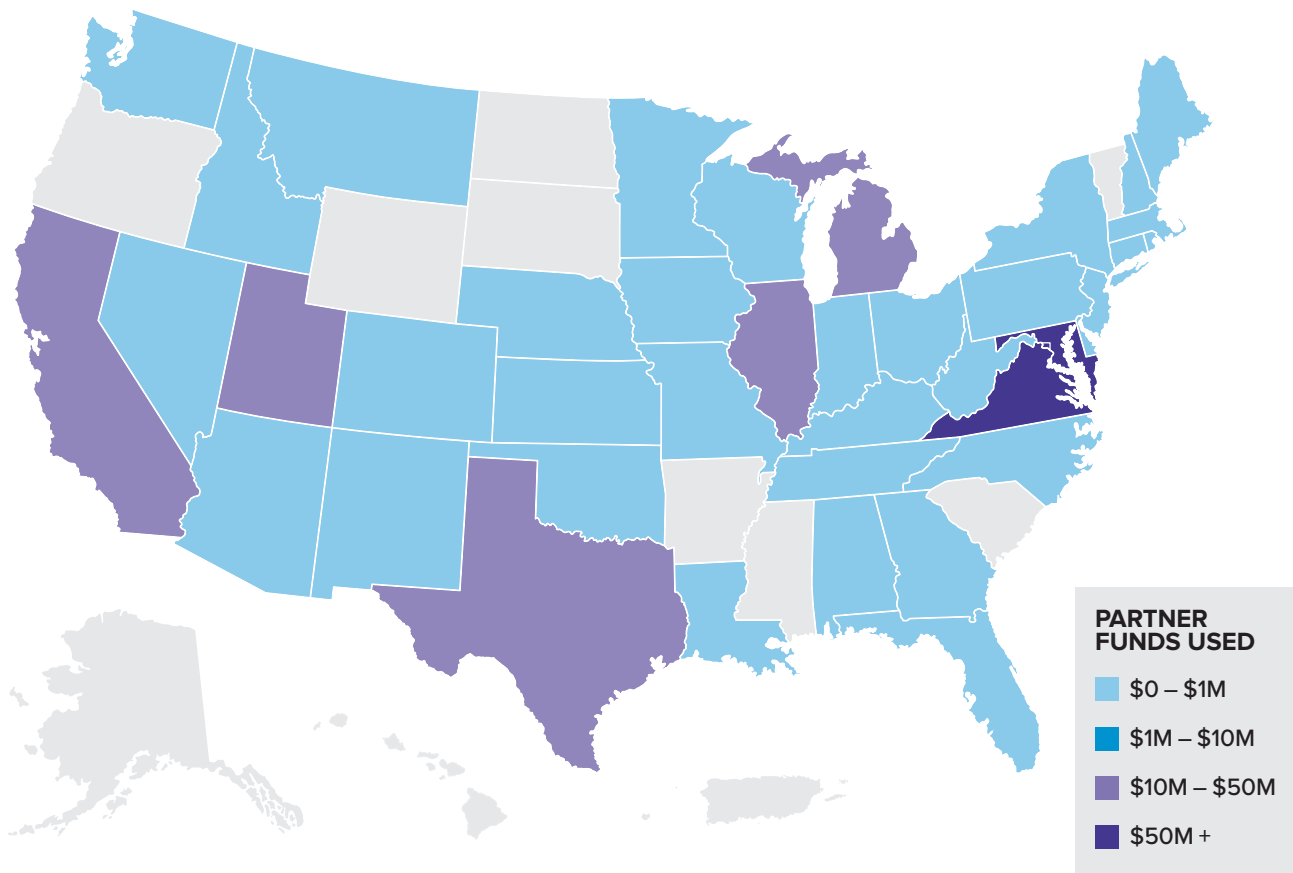 PARTNER
FUNDS USED
$0 – $1M
$1M – $10M
$10M – $50M
$50M +